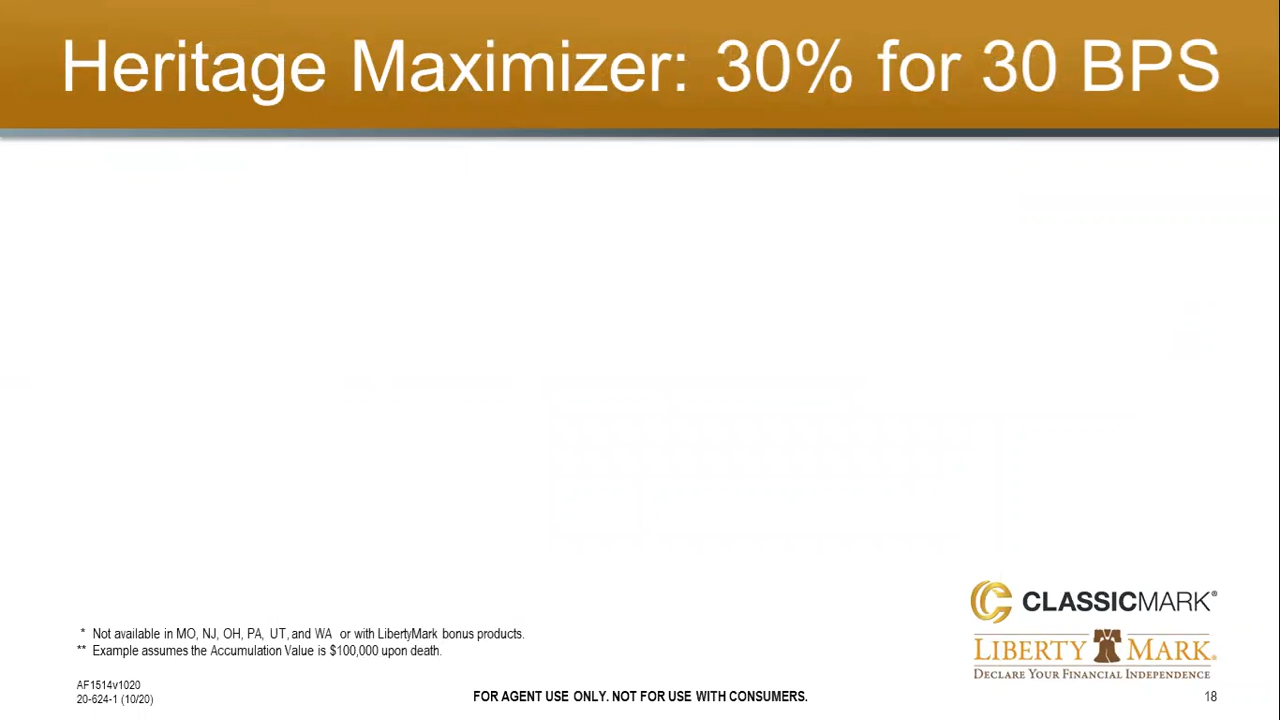 Heritage Maximizer: 30% for 30 BPS
CLASSICMARK®
* Not available in MO, NJ, OH, PA, UT, and WA or with LibertyMark bonus products.
** Example assumes the Accumulation Value is $100,000 upon death.
LIBERTY MARK®
DECLARE YOUR FINANCIAL INDEPENDENCE
AF1514v1020
20-624-1 (10/20)
FOR AGENT USE ONLY. NOT FOR USE WITH CONSUMERS.
18